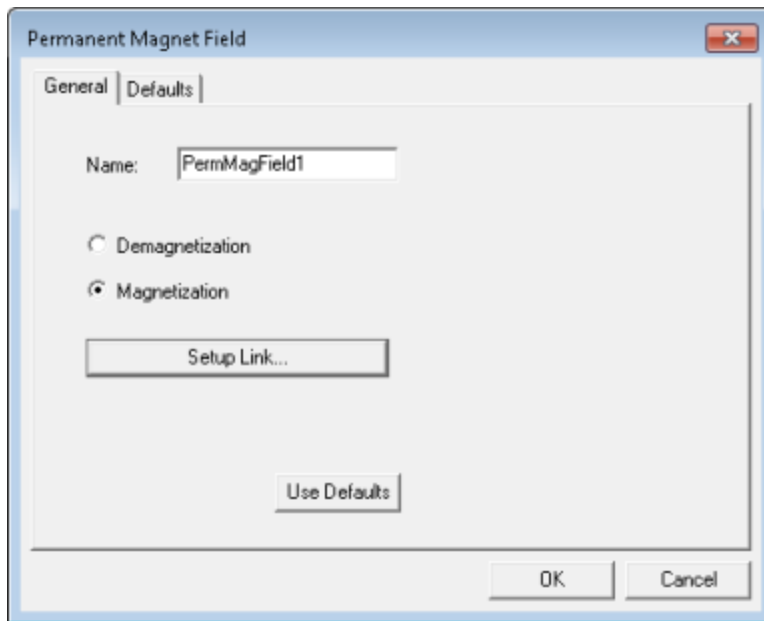 Permanent Magnet Field
General Defaults
Name: PermMagField1
Demagnetization
Magnetization
Setup Link...
Use Defaults
OK Cancel